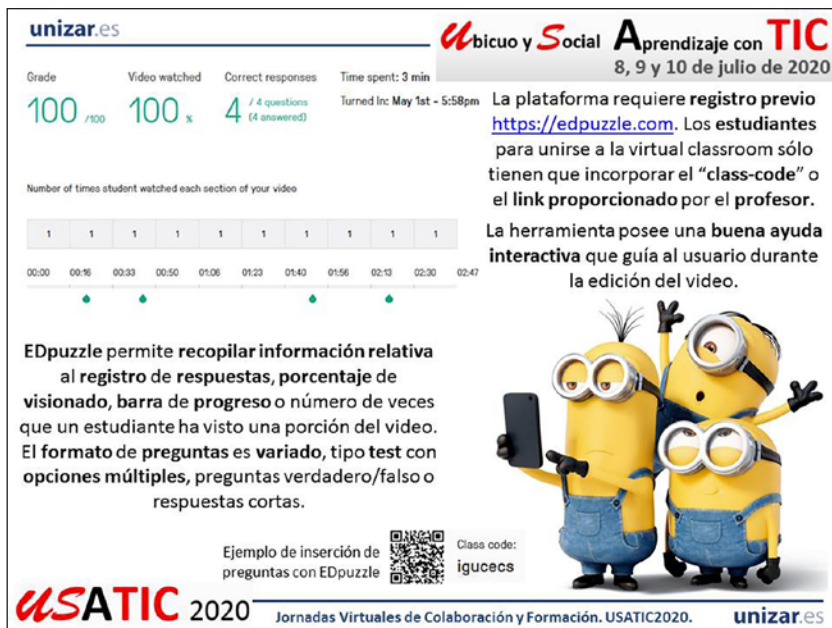 unizar.es
Ubicuo y Social Aprendizaje con TIC
8, 9 y 10 de julio de 2020
Grade
Video watched
Correct responses
Time spent: 3 min
100 /100
100 %
4 / 4 questions
(4 answered)
Turned In: May 1st - 5:58pm
Number of times student watched each section of your video
1 1 1 1 1 1 1 1 1 1
00:00 00:16 00:33 00:50 01:06 01:23 01:40 01:56 02:13 02:30 02:47
La plataforma requiere registro previo
https://edpuzzle.com. Los estudiantes
para unirse a la virtual classroom sólo
tienen que incorporar el “class-code” o
el link proporcionado por el profesor.
La herramienta posee una buena ayuda
interactiva que guía al usuario durante
la edición del video.
EDpuzzle permite recopilar información relativa
al registro de respuestas, porcentaje de
visionado, barra de progreso o número de veces
que un estudiante ha visto una porción del video.
El formato de preguntas es variado, tipo test con
opciones múltiples, preguntas verdadero/falso o
respuestas cortas.
Ejemplo de inserción de
preguntas con EDpuzzle
Class code:
igucecs
USATIC 2020
Jornadas Virtuales de Colaboración y Formación. USATIC2020.
unizar.es